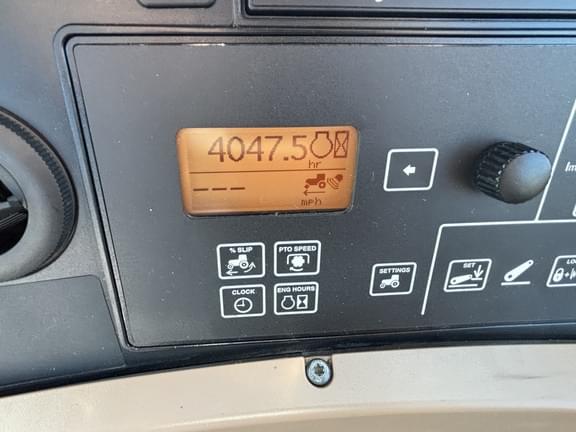 4047.5
hr
---
mph
% SLIP
PTO SPEED
CLOCK
ENG HOURS
SETTINGS
SET